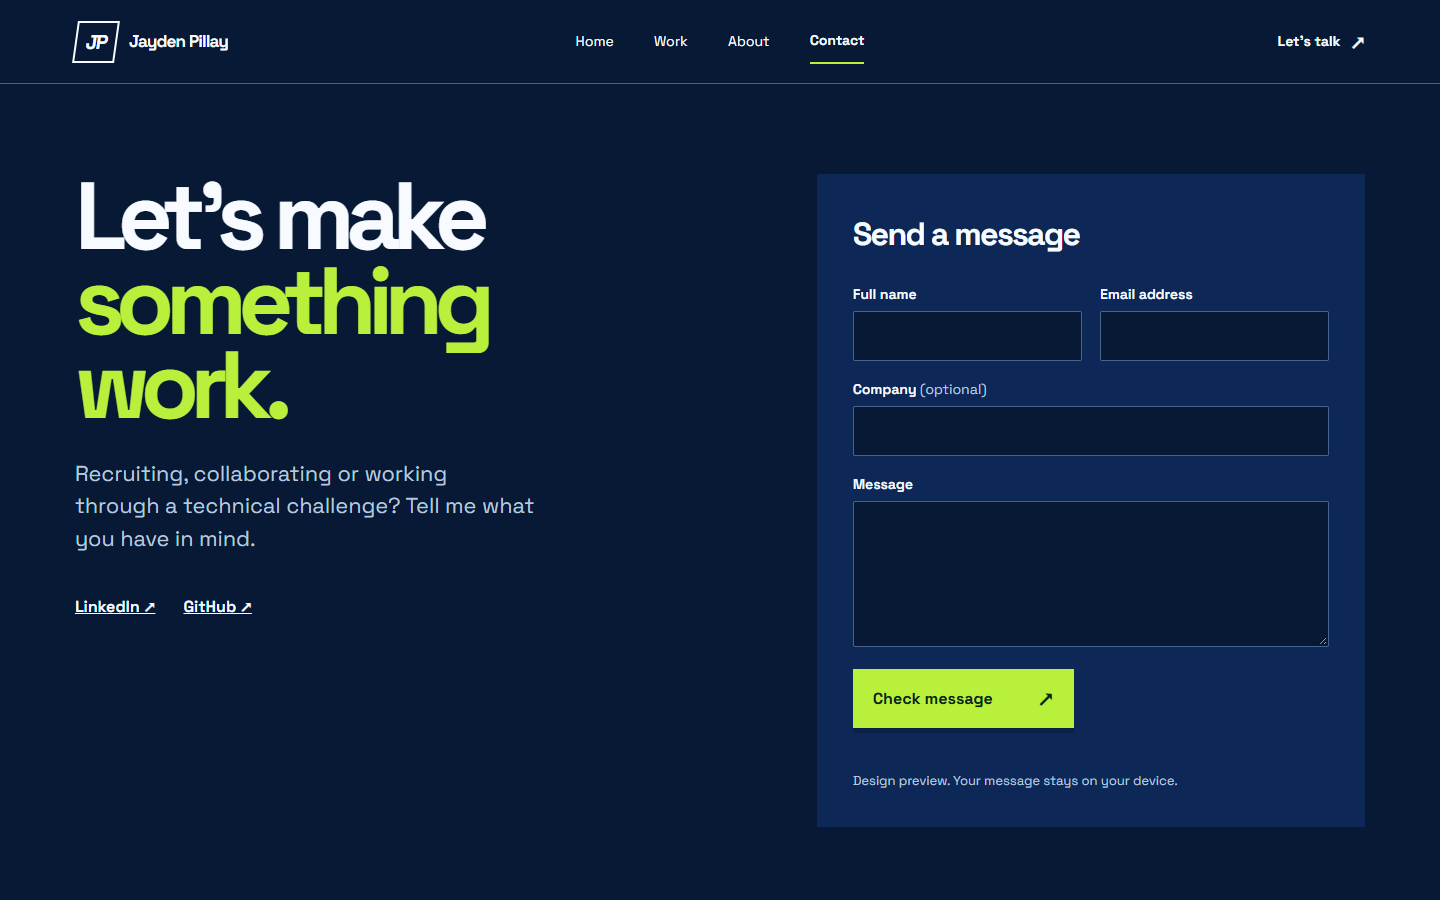 JP Jayden Pillay
Home
Work
About
Contact
Let's talk ↗
Let's make
something
work.
Recruiting, collaborating or working
through a technical challenge? Tell me what
you have in mind.
LinkedIn ↗
GitHub ↗
Send a message
Full name
Email address
Company (optional)
Message
Check message ↗
Design preview. Your message stays on your device.